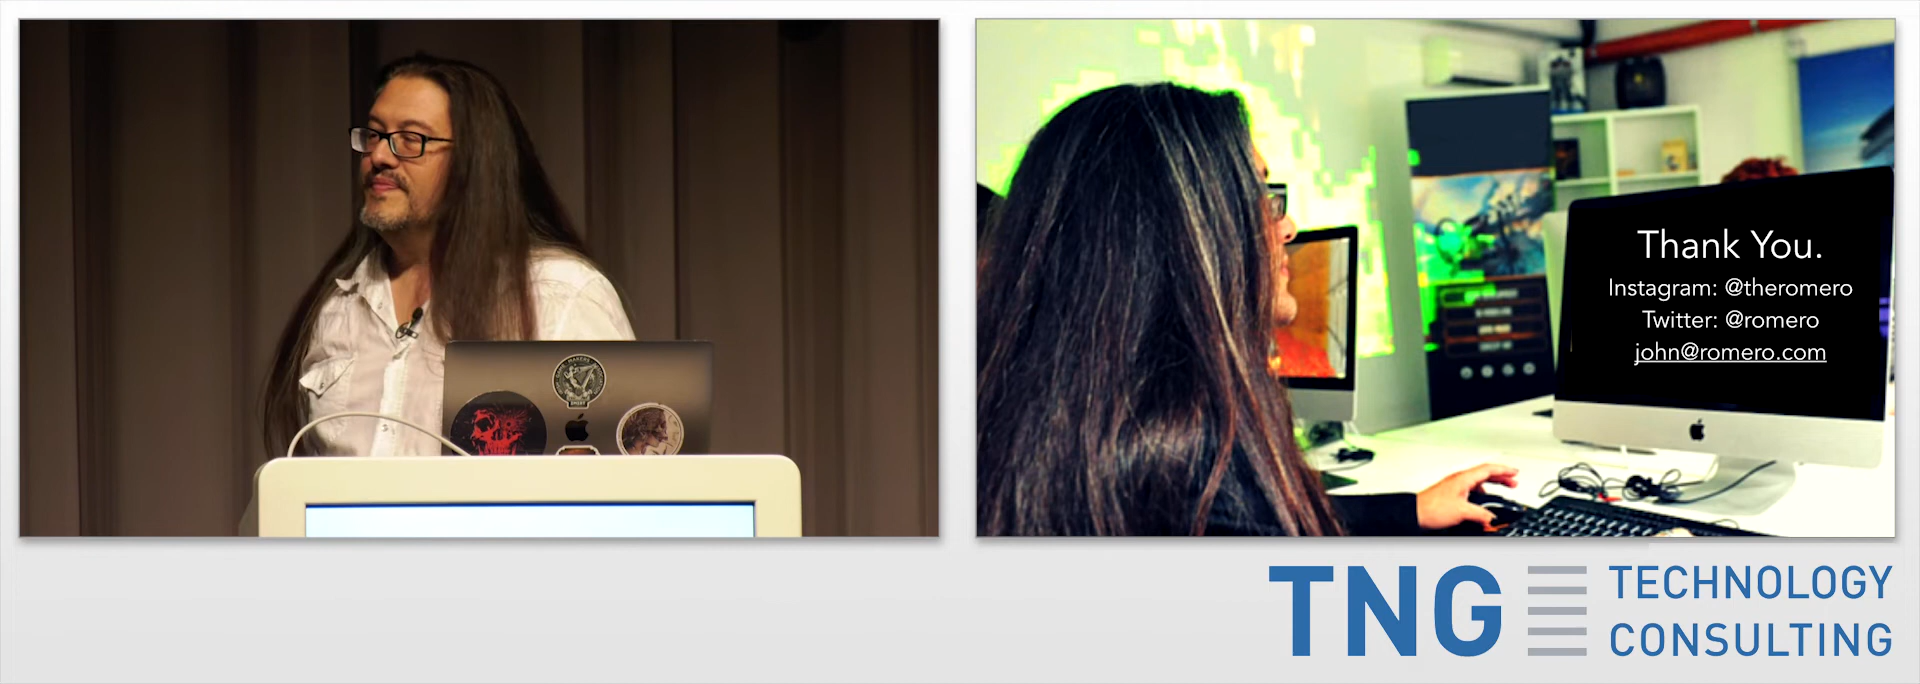 Thank You.
Instagram: @theromero
Twitter: @romero
john@romero.com
TNG
TECHNOLOGY
CONSULTING